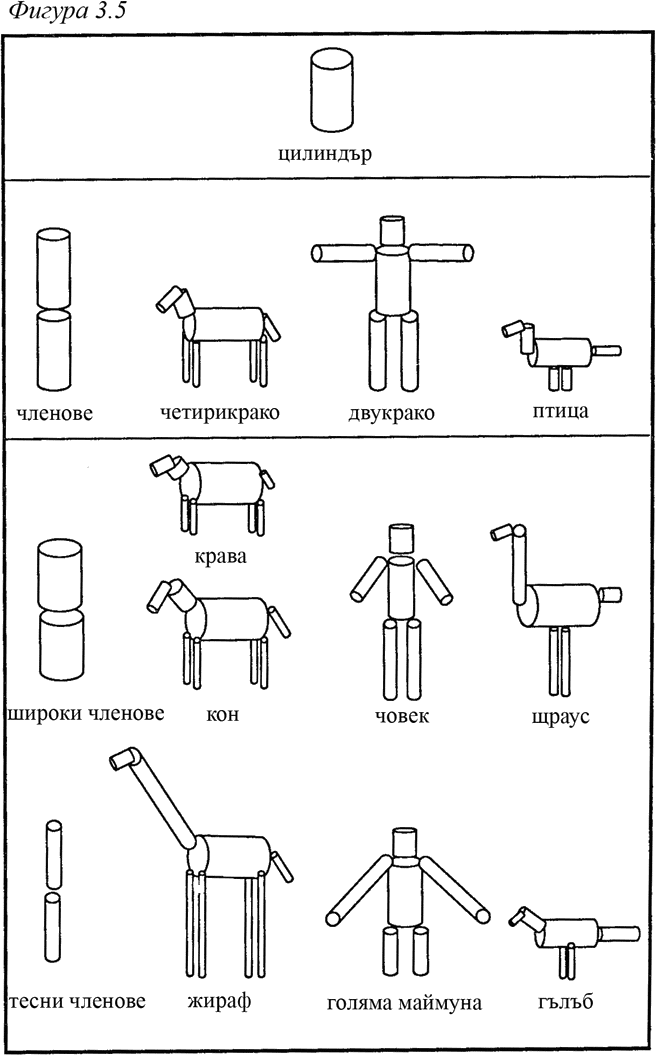 Фигура 3.5
цилиндър
членове
четирикрако
двукрако
птица
крава
широки членове
кон
човек
щраус
тесни членове
жираф
голяма маймуна
гълъб